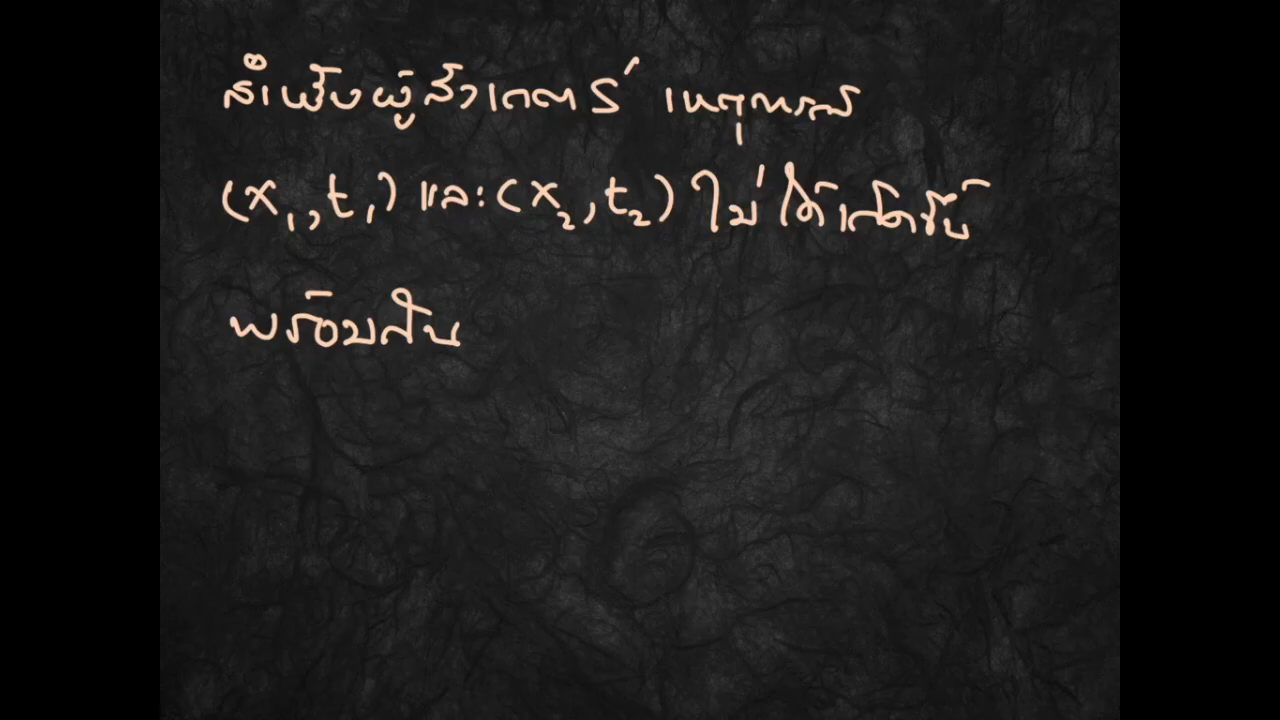 สำหรับผู้สังเกตการ์ เหตุการณ์
(x₁, t₁) และ (x₂, t₂) ไม่ได้เกิดขึ้น
พร้อมกัน